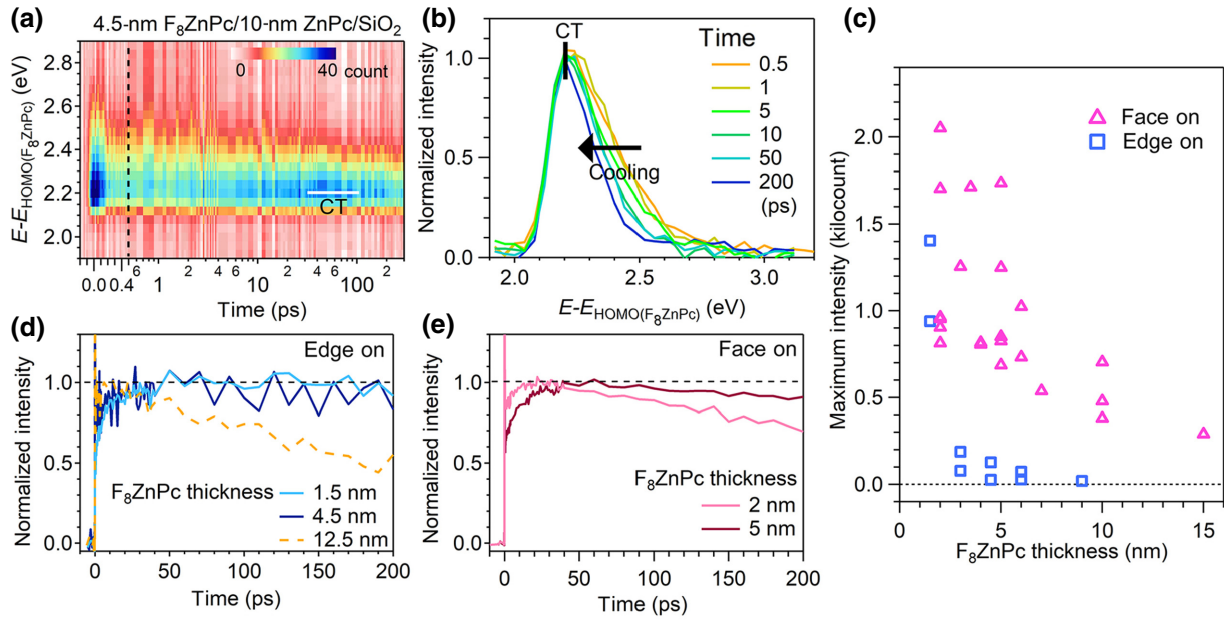 (a)
4.5-nm F₈ZnPc/10-nm ZnPc/SiO₂
E-E_HOMO(F₈ZnPc) (eV)
2.8
2.6
2.4
2.2
2.0
0
40
count
CT
0.0
0.4
6
1
2
4
6
10
2
4
6
100
2
Time (ps)
(b)
Normalized intensity
1.0
0.5
0.0
CT
Cooling
Time
0.5
1
5
10
50
200
(ps)
2.0
2.5
3.0
E-E_HOMO(F₈ZnPc) (eV)
(c)
Maximum intensity (kilocount)
2.0
1.5
1.0
0.5
0.0
Face on
Edge on
0
5
10
15
F₈ZnPc thickness (nm)
(d)
Normalized intensity
1.0
0.5
0.0
Edge on
F₈ZnPc thickness
1.5 nm
4.5 nm
12.5 nm
0
50
100
150
200
Time (ps)
(e)
Normalized intensity
1.0
0.5
0.0
Face on
F₈ZnPc thickness
2 nm
5 nm
0
50
100
150
200
Time (ps)